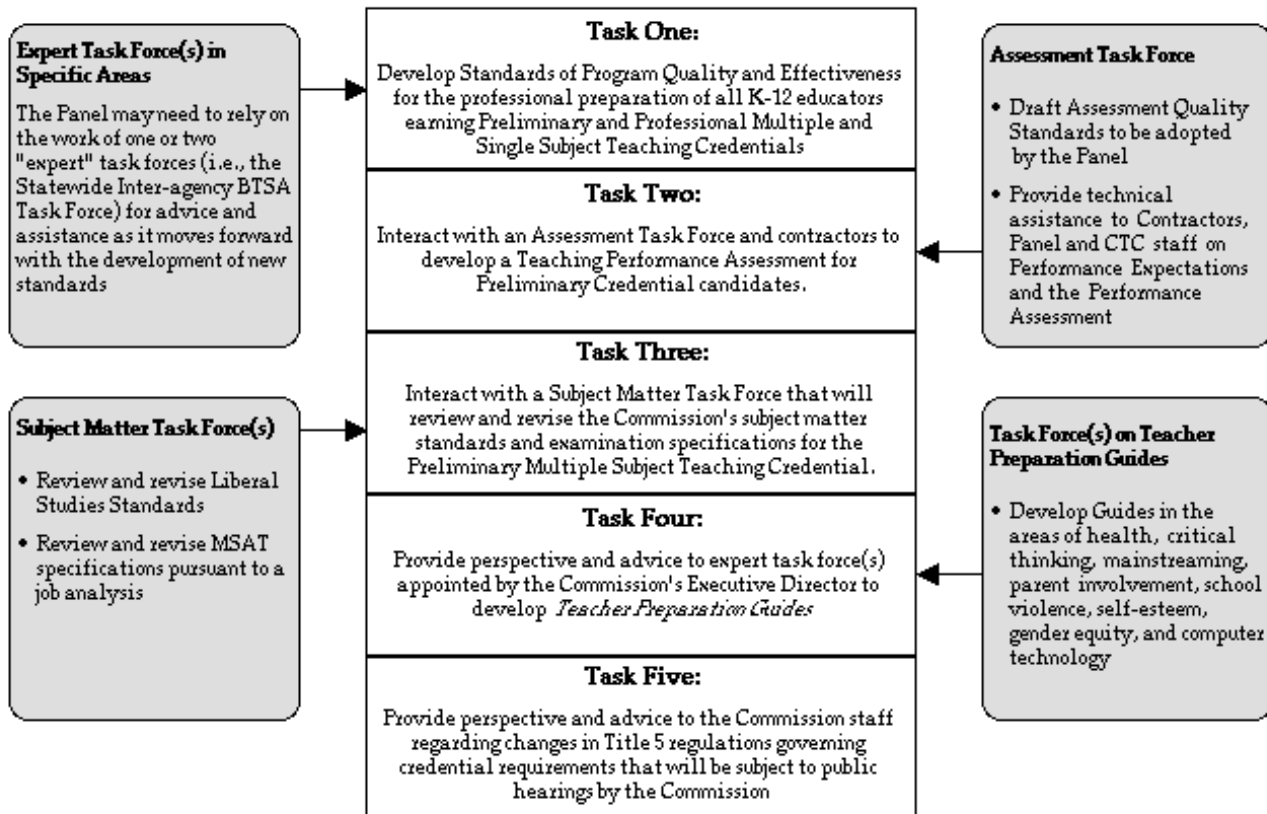 Expert Task Force(s) in
Specific Areas
The Panel may need to rely on
the work of one or two
"expert" task forces (i.e., the
Statewide Inter-agency BTSA
Task Force) for advice and
assistance as it moves forward
with the development of new
standards
Subject Matter Task Force(s)
• Review and revise Liberal
Studies Standards
• Review and revise MSAT
specifications pursuant to a
job analysis
Task One:
Develop Standards of Program Quality and Effectiveness
for the professional preparation of all K-12 educators
earning Preliminary and Professional Multiple and
Single Subject Teaching Credentials
Task Two:
Interact with an Assessment Task Force and contractors to
develop a Teaching Performance Assessment for
Preliminary Credential candidates.
Task Three:
Interact with a Subject Matter Task Force that will
review and revise the Commission's subject matter
standards and examination specifications for the
Preliminary Multiple Subject Teaching Credential.
Task Four:
Provide perspective and advice to expert task force(s)
appointed by the Commission's Executive Director to
develop Teacher Preparation Guides
Task Five:
Provide perspective and advice to the Commission staff
regarding changes in Title 5 regulations governing
credential requirements that will be subject to public
hearings by the Commission
Assessment Task Force
• Draft Assessment Quality
Standards to be adopted
by the Panel
• Provide technical
assistance to Contractors,
Panel and CTC staff on
Performance Expectations
and the Performance
Assessment
Task Force(s) on Teacher
Preparation Guides
• Develop Guides in the
areas of health, critical
thinking, mainstreaming,
parent involvement, school
violence, self-esteem,
gender equity, and computer
technology